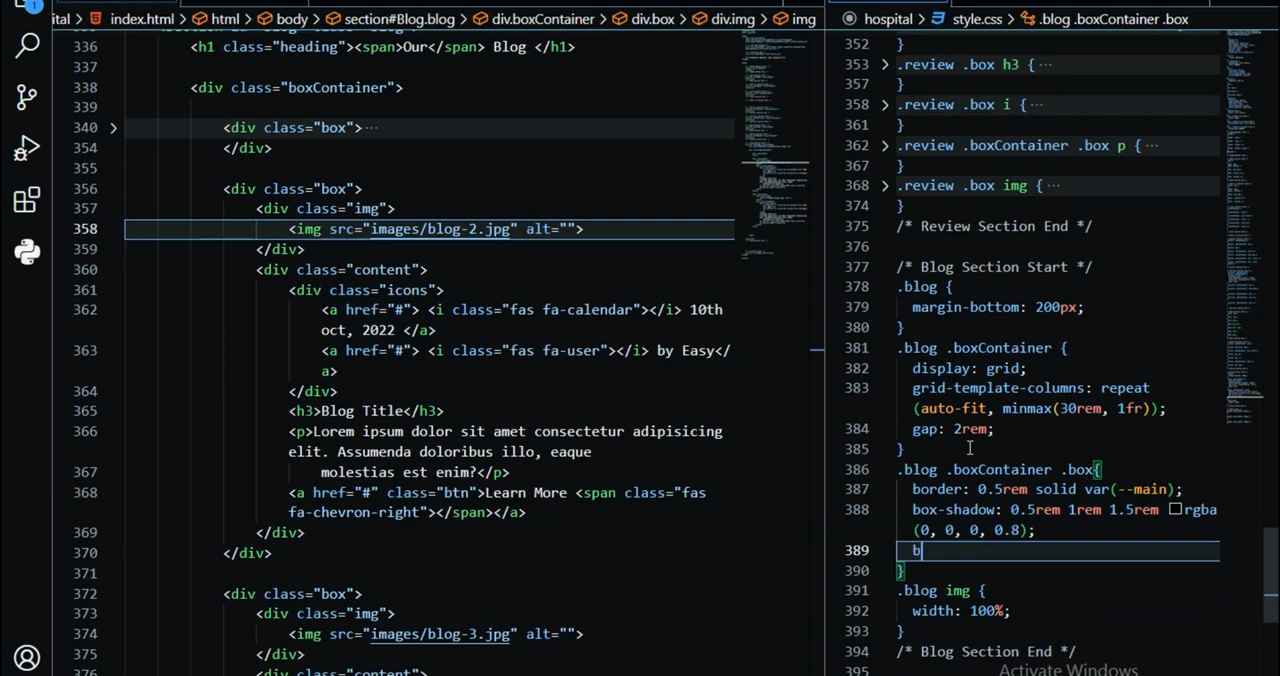 1
ital > index.html > html > body > section#Blog.blog > div.boxContainer > div.box > div.img > img
336 <h1 class="heading"><span>Our</span> Blog </h1>
337
338 <div class="boxContainer">
339
340 <div class="box">···
354 </div>
355
356 <div class="box">
357 <div class="img">
358 <img src="images/blog-2.jpg" alt="">
359 </div>
360 <div class="content">
361 <div class="icons">
362 <a href="#"> <i class="fas fa-calendar"></i> 10th
oct, 2022 </a>
363 <a href="#"> <i class="fas fa-user"></i> by Easy</
a>
364 </div>
365 <h3>Blog Title</h3>
366 <p>Lorem ipsum dolor sit amet consectetur adipisicing
elit. Assumenda doloribus illo, eaque
367 molestias est enim?</p>
368 <a href="#" class="btn">Learn More <span class="fas
fa-chevron-right"></span></a>
369 </div>
370 </div>
371
372 <div class="box">
373 <div class="img">
374 <img src="images/blog-3.jpg" alt="">
375 </div>
376 <div class="content">
hospital > style.css > .blog .boxContainer .box
352 }
353 .review .box h3 {···
357 }
358 .review .box i {···
361 }
362 .review .boxContainer .box p {···
367 }
368 .review .box img {···
374 }
375 /* Review Section End */
376
377 /* Blog Section Start */
378 .blog {
379 margin-bottom: 200px;
380 }
381 .blog .boxContainer {
382 display: grid;
383 grid-template-columns: repeat
(auto-fit, minmax(30rem, 1fr));
384 gap: 2rem;
385 }
386 .blog .boxContainer .box{
387 border: 0.5rem solid var(--main);
388 box-shadow: 0.5rem 1rem 1.5rem rgba
(0, 0, 0, 0.8);
389 b
390 }
391 .blog img {
392 width: 100%;
393 }
394 /* Blog Section End */
395
Activate Windows